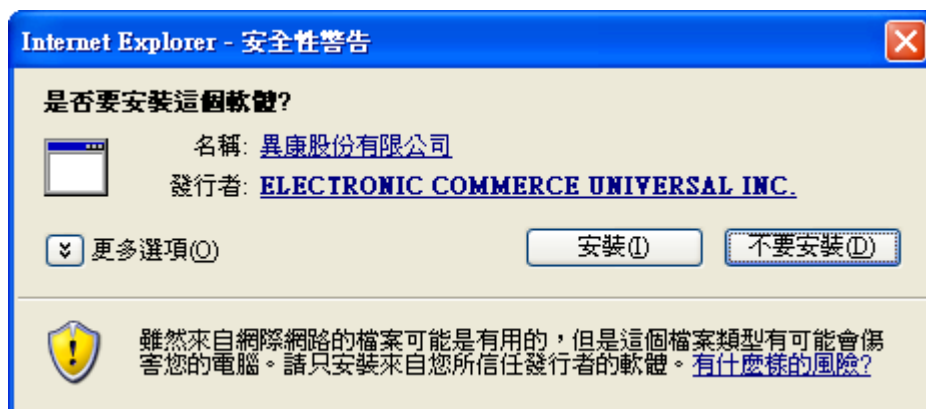 Internet Explorer - 安全性警告
是否要安裝這個軟體?
名稱: 異康股份有限公司
發行者: ELECTRONIC COMMERCE UNIVERSAL INC.
更多選項(O) 安裝(I) 不要安裝(D)
雖然來自網際網路的檔案可能是有用的，但是這個檔案類型有可能會傷
害您的電腦。請只安裝來自您所信任發行者的軟體。有什麼樣的風險?